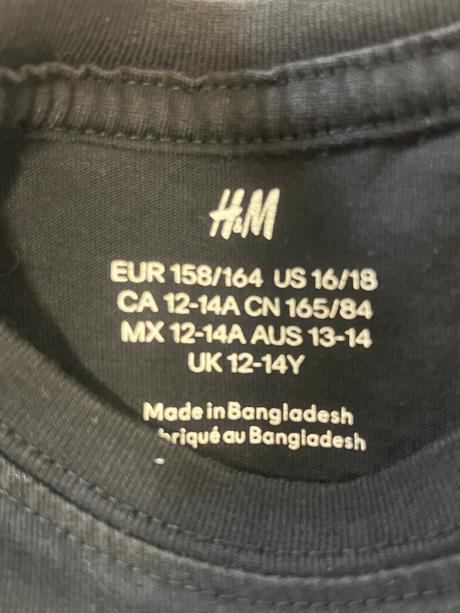 H&M
EUR 158/164 US 16/18
CA 12-14A CN 165/84
MX 12-14A AUS 13-14
UK 12-14Y
Made in Bangladesh
briqué au Bangladesh